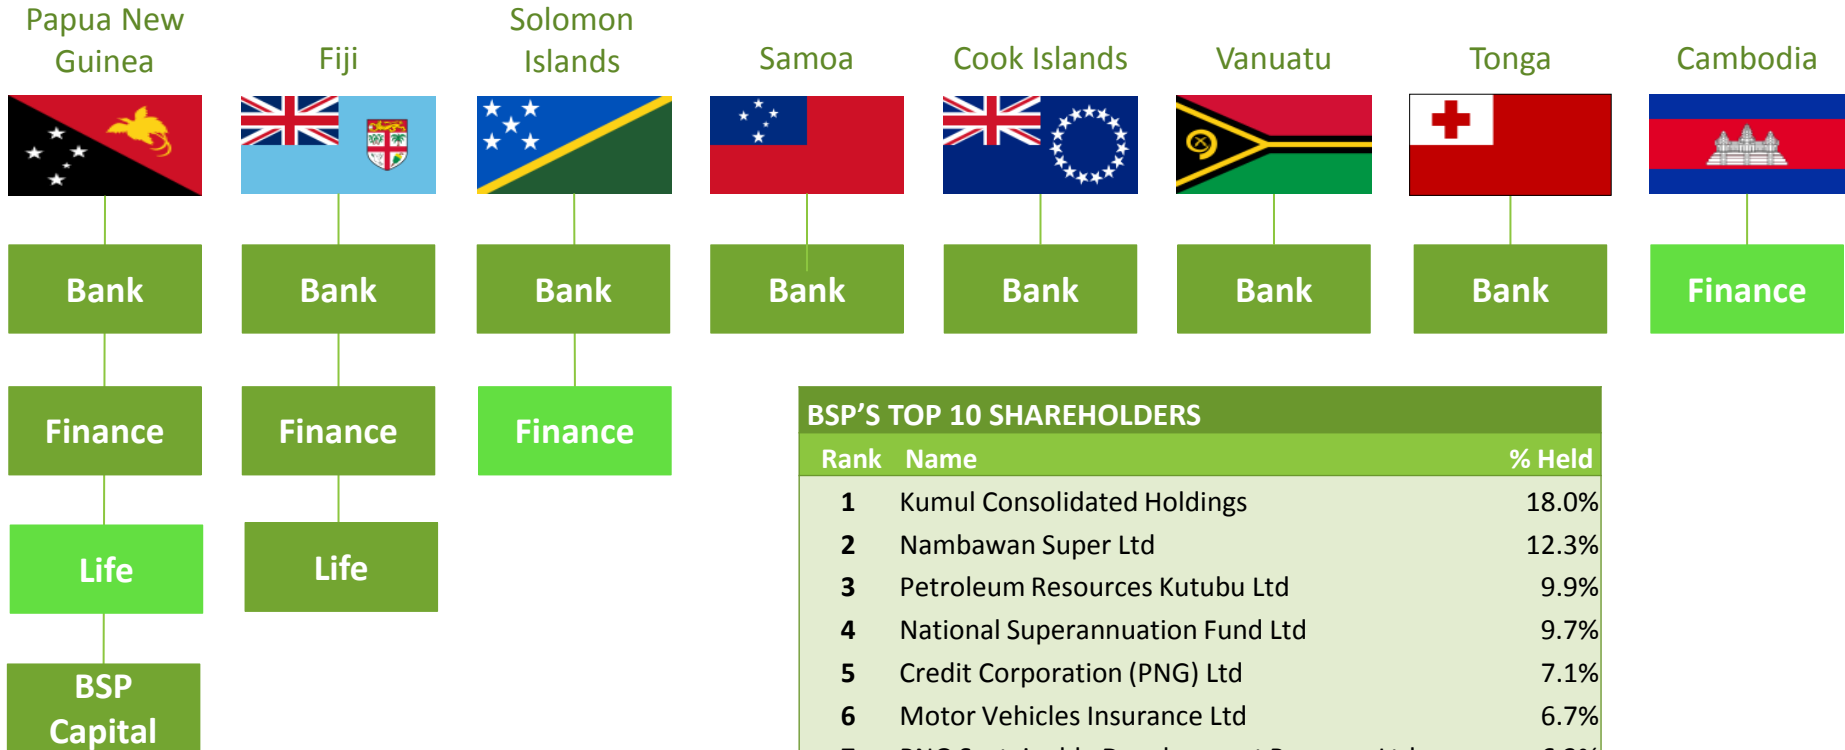 Papua New
Guinea
Fiji
Solomon
Islands
Samoa
Cook Islands
Vanuatu
Tonga
Cambodia
Bank
Bank
Bank
Bank
Bank
Bank
Bank
Finance
Finance
Finance
Finance
Life
Life
BSP
Capital
BSP'S TOP 10 SHAREHOLDERS
Rank Name % Held
1 Kumul Consolidated Holdings 18.0%
2 Nambawan Super Ltd 12.3%
3 Petroleum Resources Kutubu Ltd 9.9%
4 National Superannuation Fund Ltd 9.7%
5 Credit Corporation (PNG) Ltd 7.1%
6 Motor Vehicles Insurance Ltd 6.7%